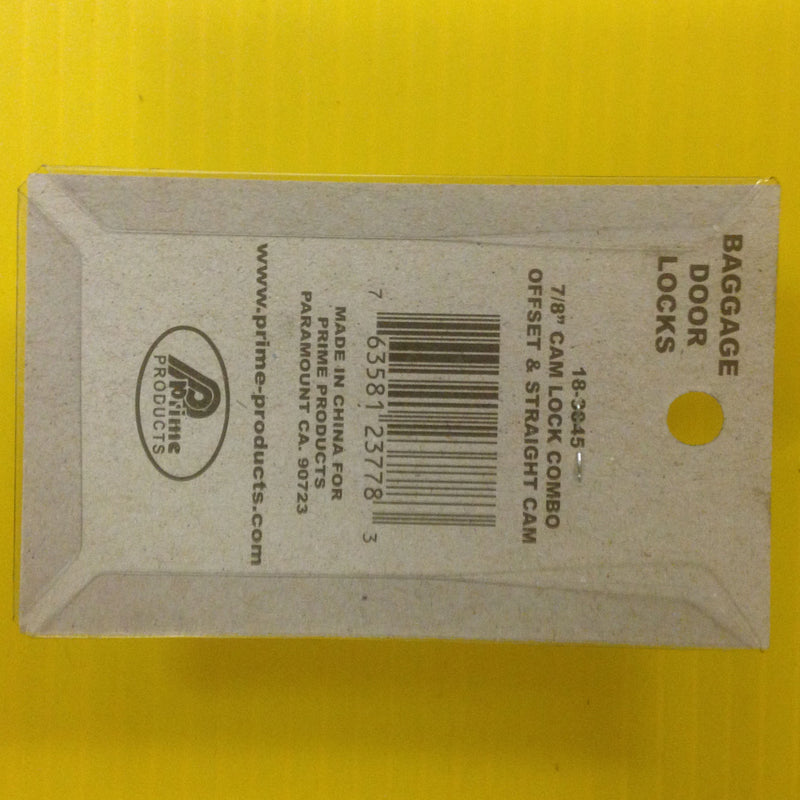 BAGGAGE
DOOR
LOCKS
18-3045
7/8" CAM LOCK COMBO
OFFSET & STRAIGHT CAM
7 63581 23778 3
MADE IN CHINA FOR
PRIME PRODUCTS
PARAMOUNT CA. 90723
www.prime-products.com
Prime
PRODUCTS